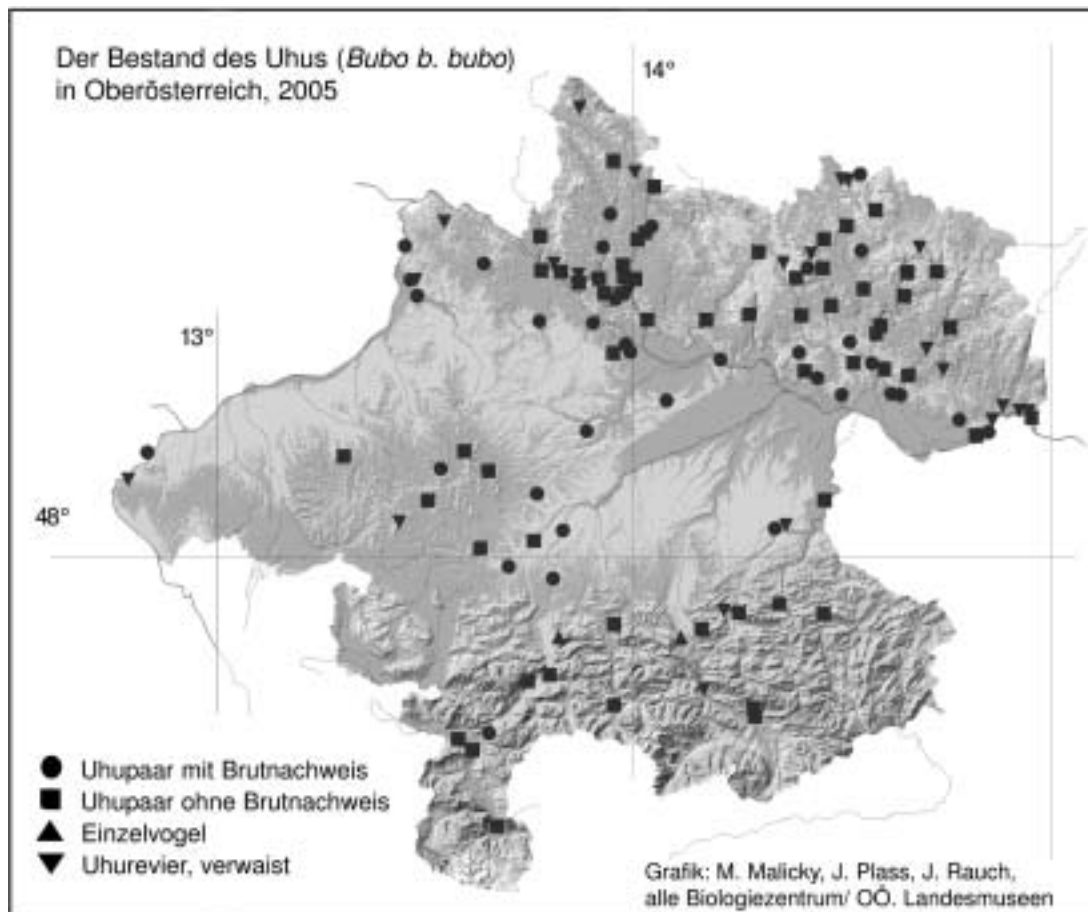 Der Bestand des Uhus (Bubo b. bubo)
in Oberösterreich, 2005
14°
13°
48°
Uhupaar mit Brutnachweis
Uhupaar ohne Brutnachweis
Einzelvogel
Uhurevier, verwaist
Grafik: M. Malicky, J. Plass, J. Rauch,
alle Biologiezentrum/ OÖ. Landesmuseen